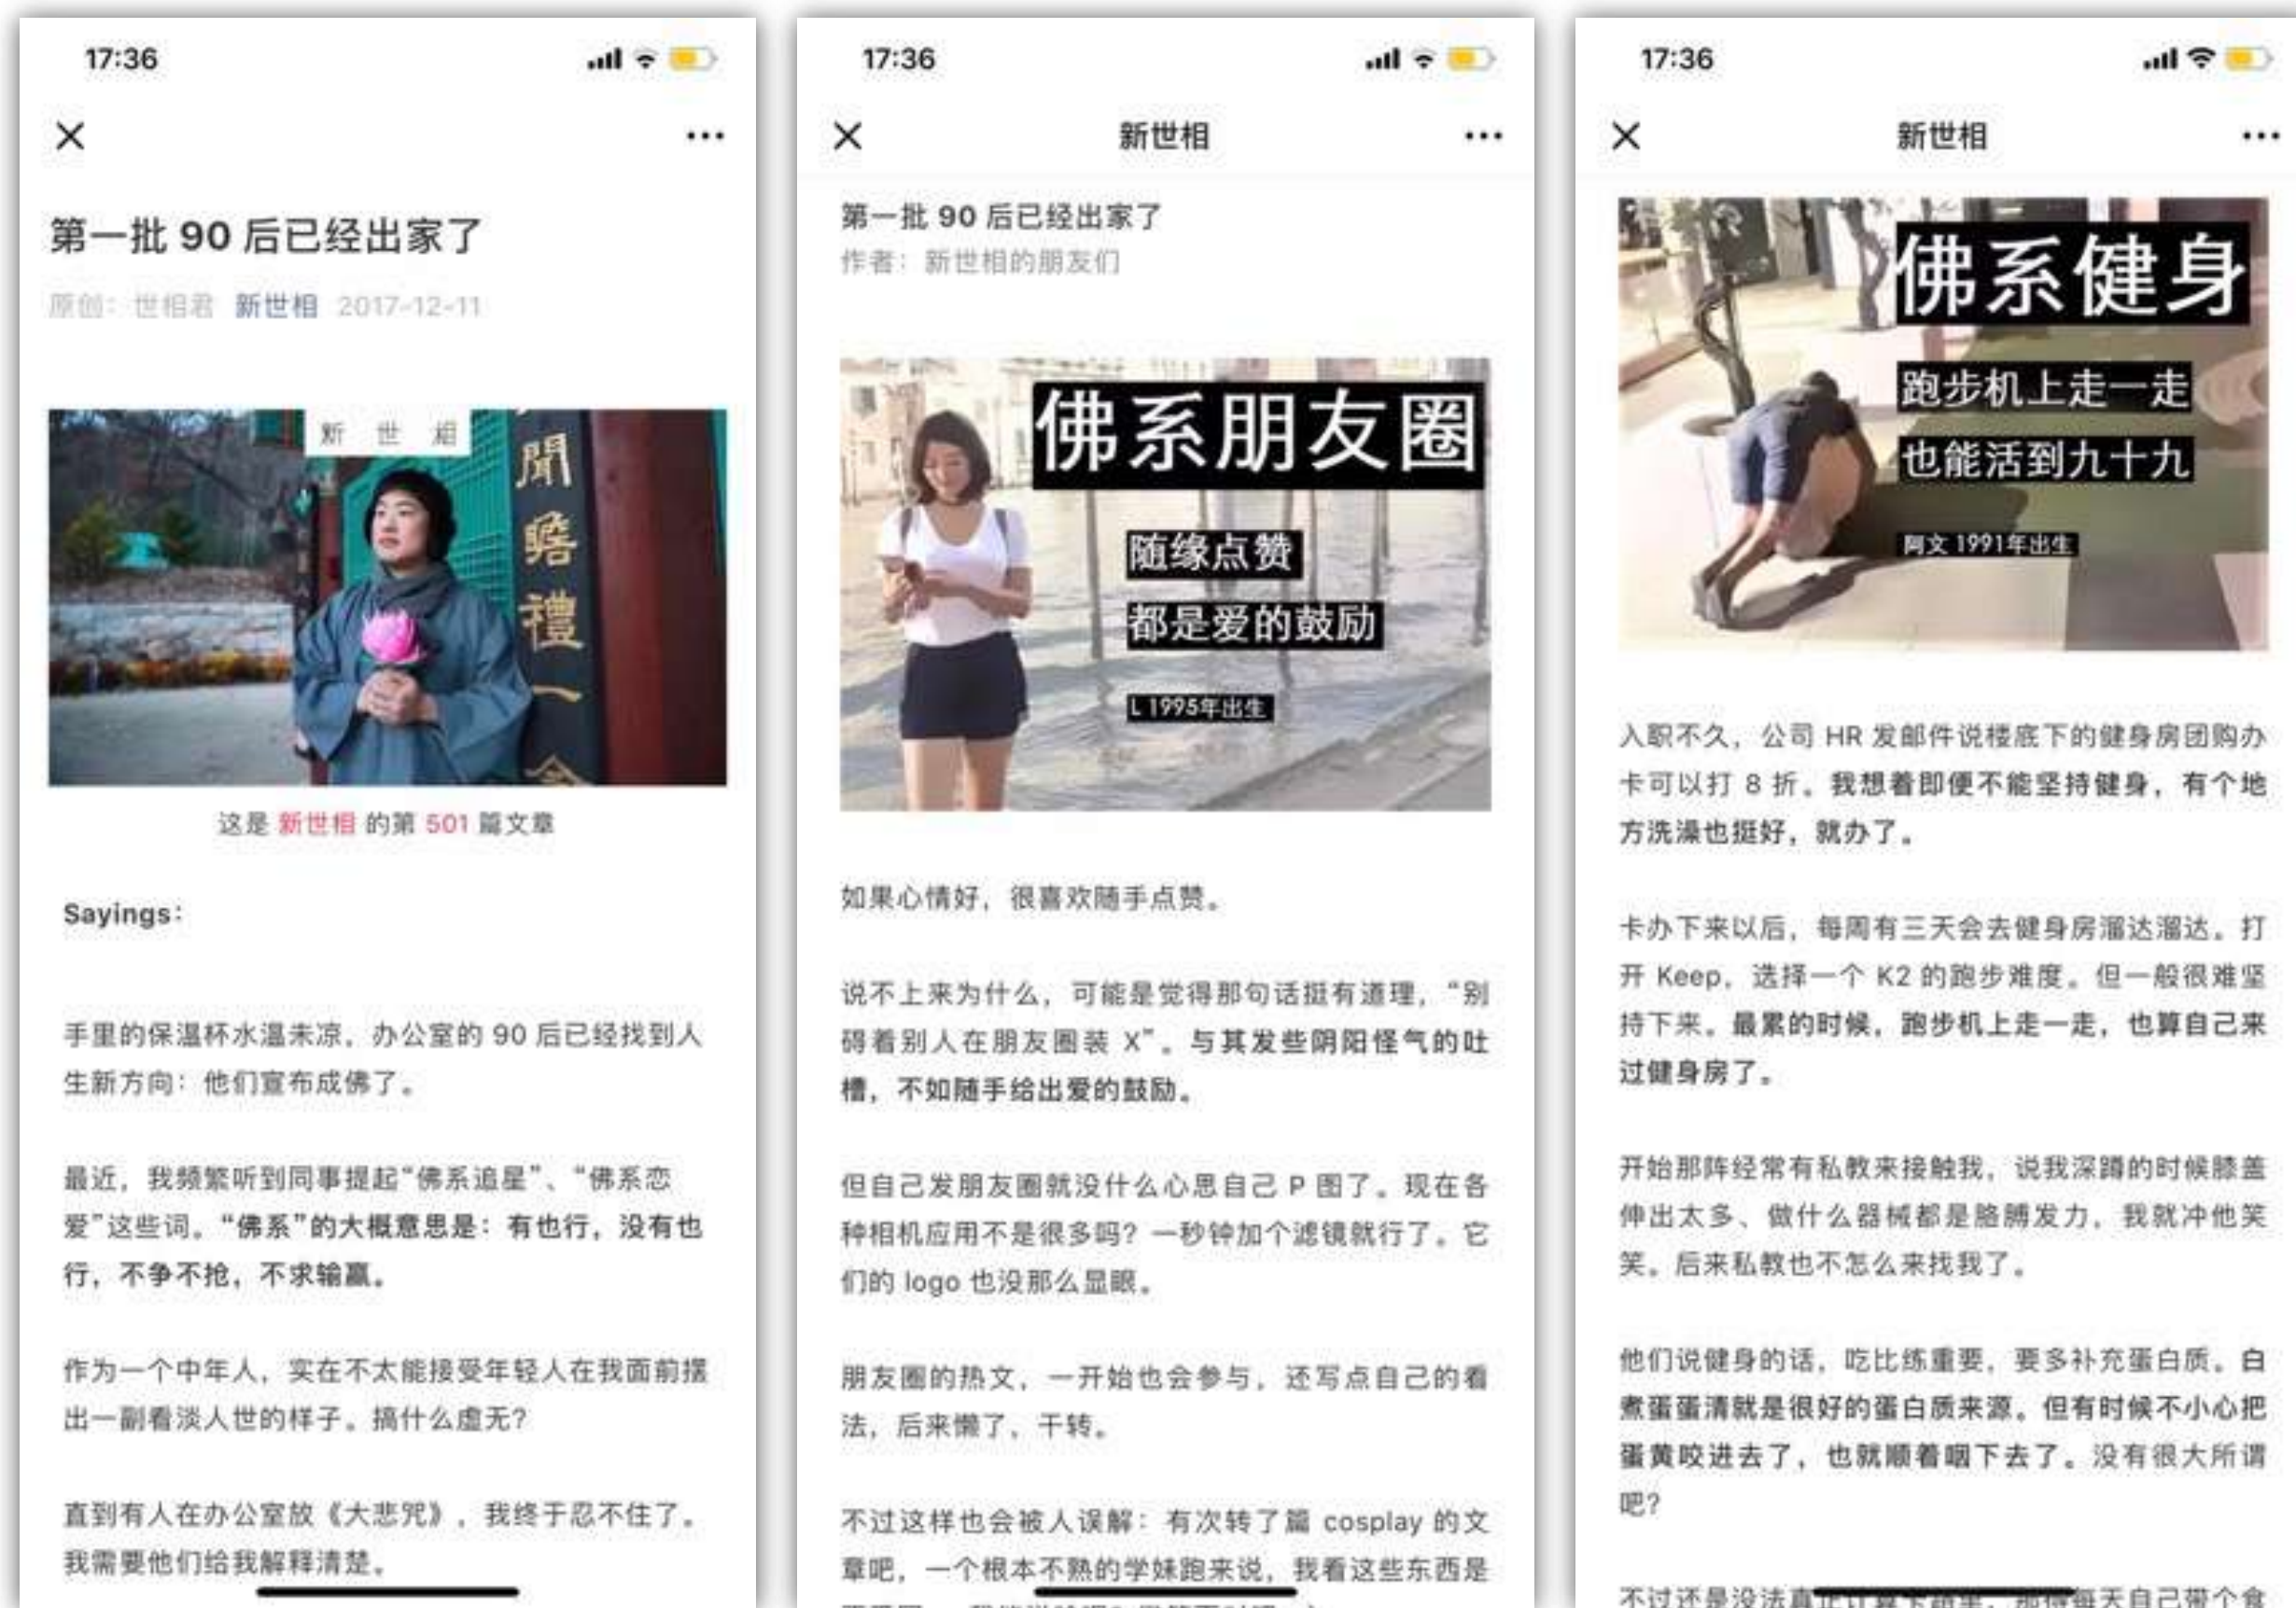 17:36
第一批 90 后已经出家了
原创：世相君 新世相 2017-12-11
新 世 相
聞
瞻
禮
一
念
这是 新世相 的第 501 篇文章
Sayings：
手里的保温杯水温未凉，办公室的 90 后已经找到人
生新方向：他们宣布成佛了。
最近，我频繁听到同事提起“佛系追星”、“佛系恋
爱”这些词。“佛系”的大概意思是：有也行，没有也
行，不争不抢，不求输赢。
作为一个中年人，实在不太能接受年轻人在我面前摆
出一副看淡人世的样子。搞什么虚无？
直到有人在办公室放《大悲咒》，我终于忍不住了。
我需要他们给我解释清楚。
17:36
新世相
第一批 90 后已经出家了
作者：新世相的朋友们
佛系朋友圈
随缘点赞
都是爱的鼓励
L 1995年出生
如果心情好，很喜欢随手点赞。
说不上来为什么，可能是觉得那句话挺有道理，“别
碍着别人在朋友圈装 X”。与其发些阴阳怪气的吐
槽，不如随手给出爱的鼓励。
但自己发朋友圈就没什么心思自己 P 图了。现在各
种相机应用不是很多吗？一秒钟加个滤镜就行了。它
们的 logo 也没那么显眼。
朋友圈的热文，一开始也会参与，还写点自己的看
法，后来懒了，干转。
不过这样也会被人误解：有次转了篇 cosplay 的文
章吧，一个根本不熟的学妹跑来说，我看这些东西是
17:36
新世相
佛系健身
跑步机上走一走
也能活到九十九
阿文 1991年出生
入职不久，公司 HR 发邮件说楼底下的健身房团购办
卡可以打 8 折。我想着即便不能坚持健身，有个地
方洗澡也挺好，就办了。
卡办下来以后，每周有三天会去健身房溜达溜达。打
开 Keep，选择一个 K2 的跑步难度。但一般很难坚
持下来。最累的时候，跑步机上走一走，也算自己来
过健身房了。
开始那阵经常有私教来接触我，说我深蹲的时候膝盖
伸出太多、做什么器械都是胳膊发力，我就冲他笑
笑。后来私教也不怎么来找我了。
他们说健身的话，吃比练重要，要多补充蛋白质。白
煮蛋蛋清就是很好的蛋白质来源。但有时候不小心把
蛋黄咬进去了，也就顺着咽下去了。没有很大所谓
吧？
不过还是没法真正计算卡路里，那得每天自己带个食